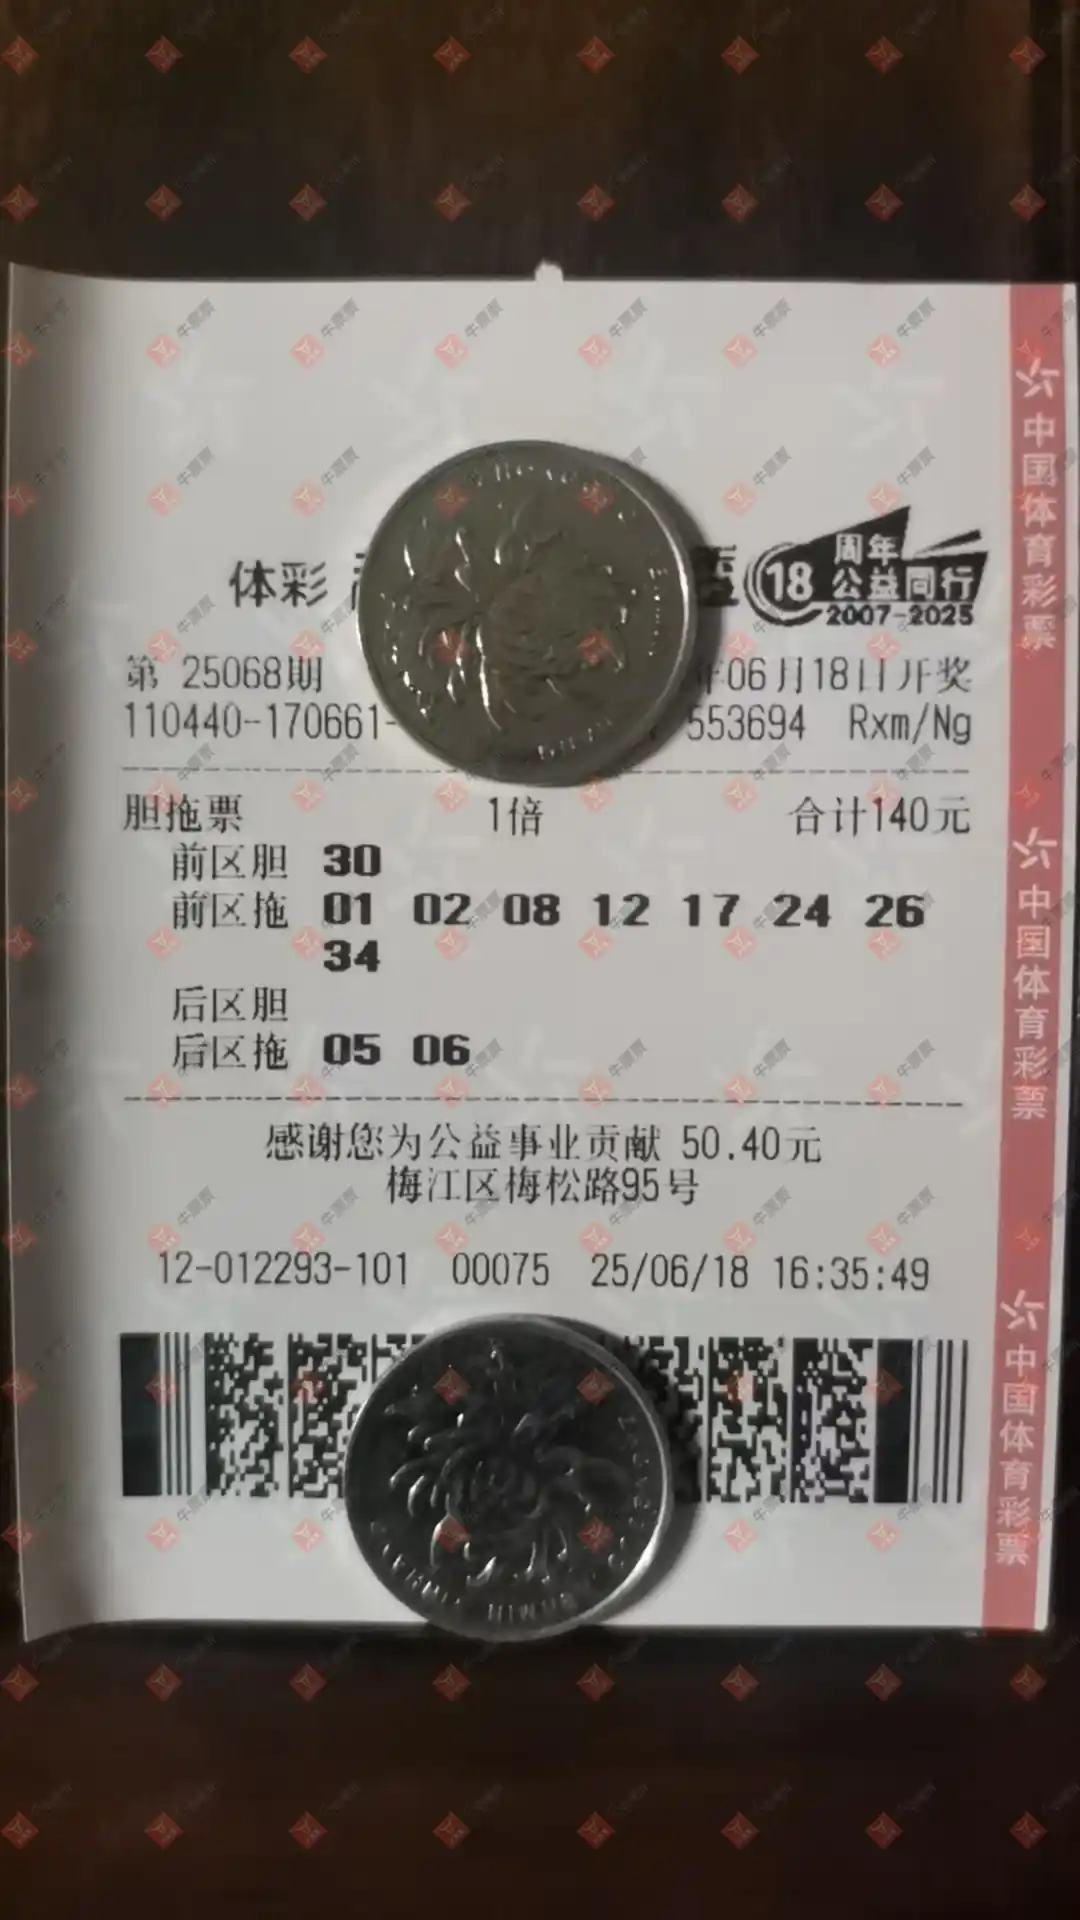 体彩
18 周年
公益同行
2007-2025
第 25068期
年06月18日开奖
110440-170661-
553694 Rxm/Ng
胆拖票 1倍 合计140元
前区胆 30
前区拖 01 02 08 12 17 24 26
34
后区胆
后区拖 05 06
感谢您为公益事业贡献 50.40元
梅江区梅松路95号
12-012293-101 00075 25/06/18 16:35:49
中国体育彩票
中国体育彩票
中国体育彩票
牛票票